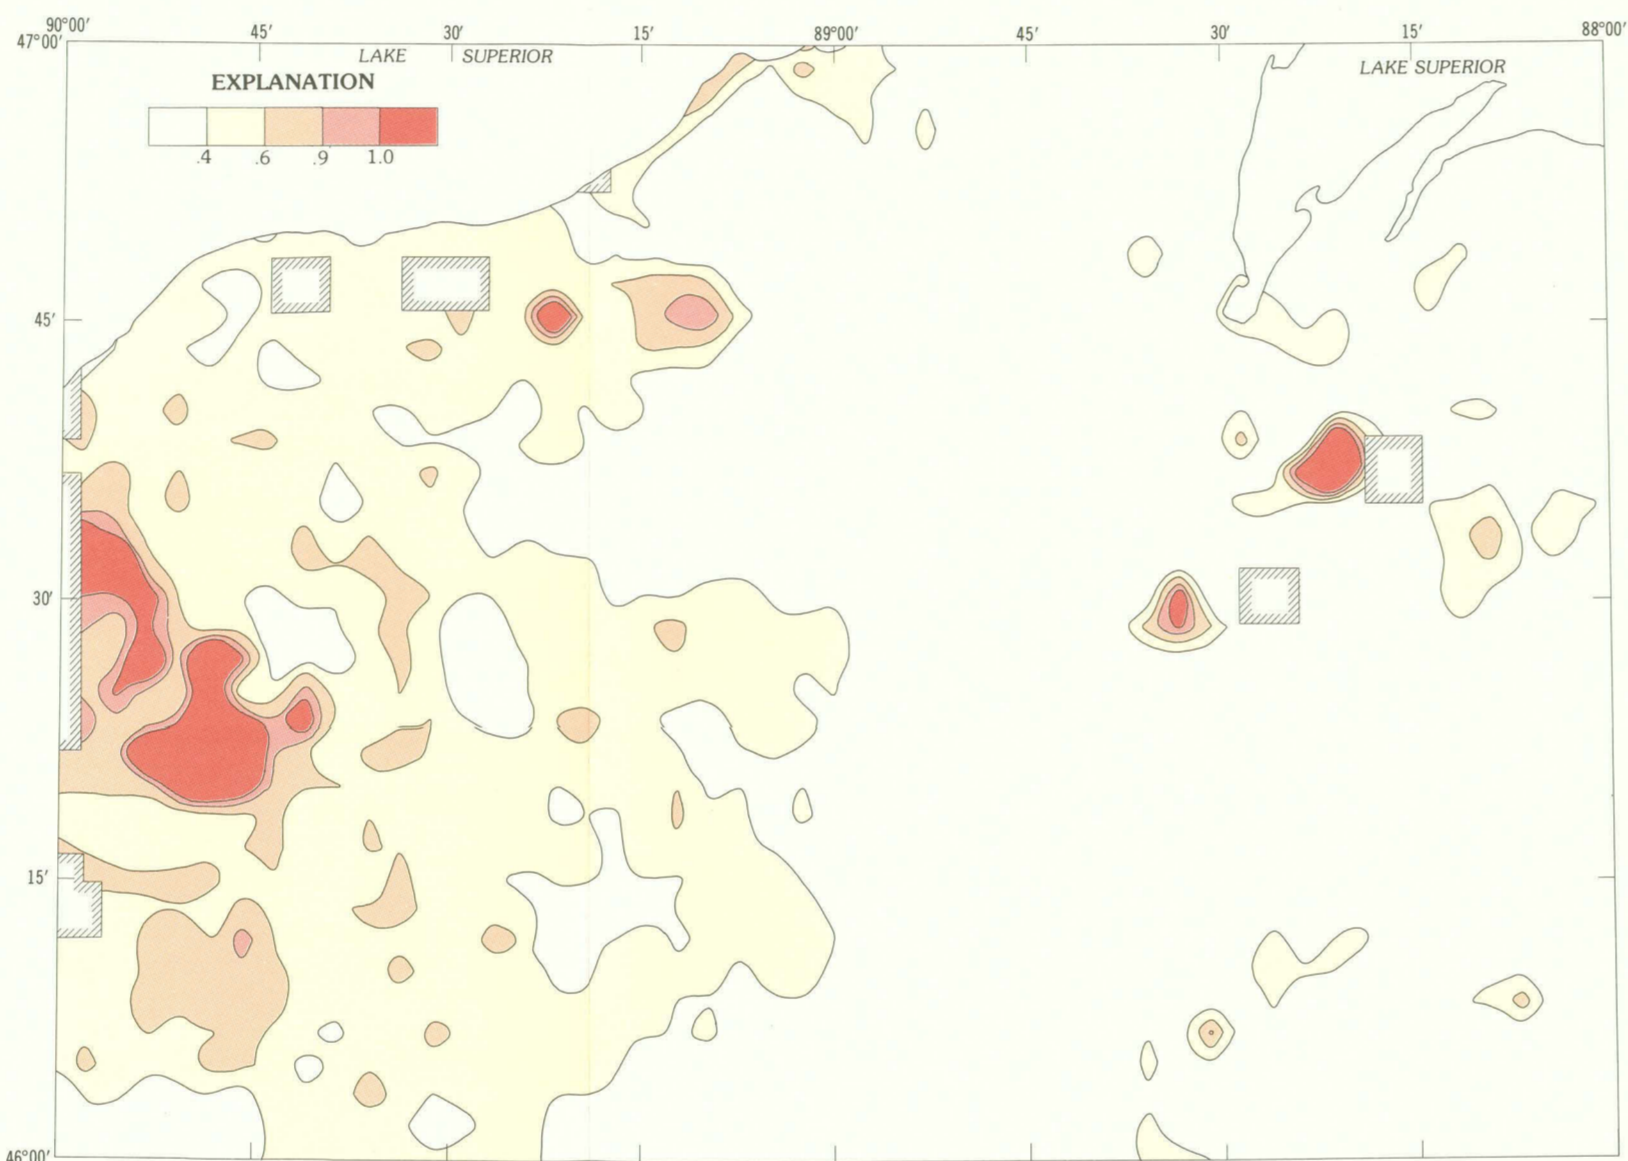 90°00′ 45′ 30′ 15′ 89°00′ 45′ 30′ 15′ 88°00′
47°00′
LAKE SUPERIOR
LAKE SUPERIOR
EXPLANATION
.4 .6 .9 1.0
45′
30′
15′
46°00′